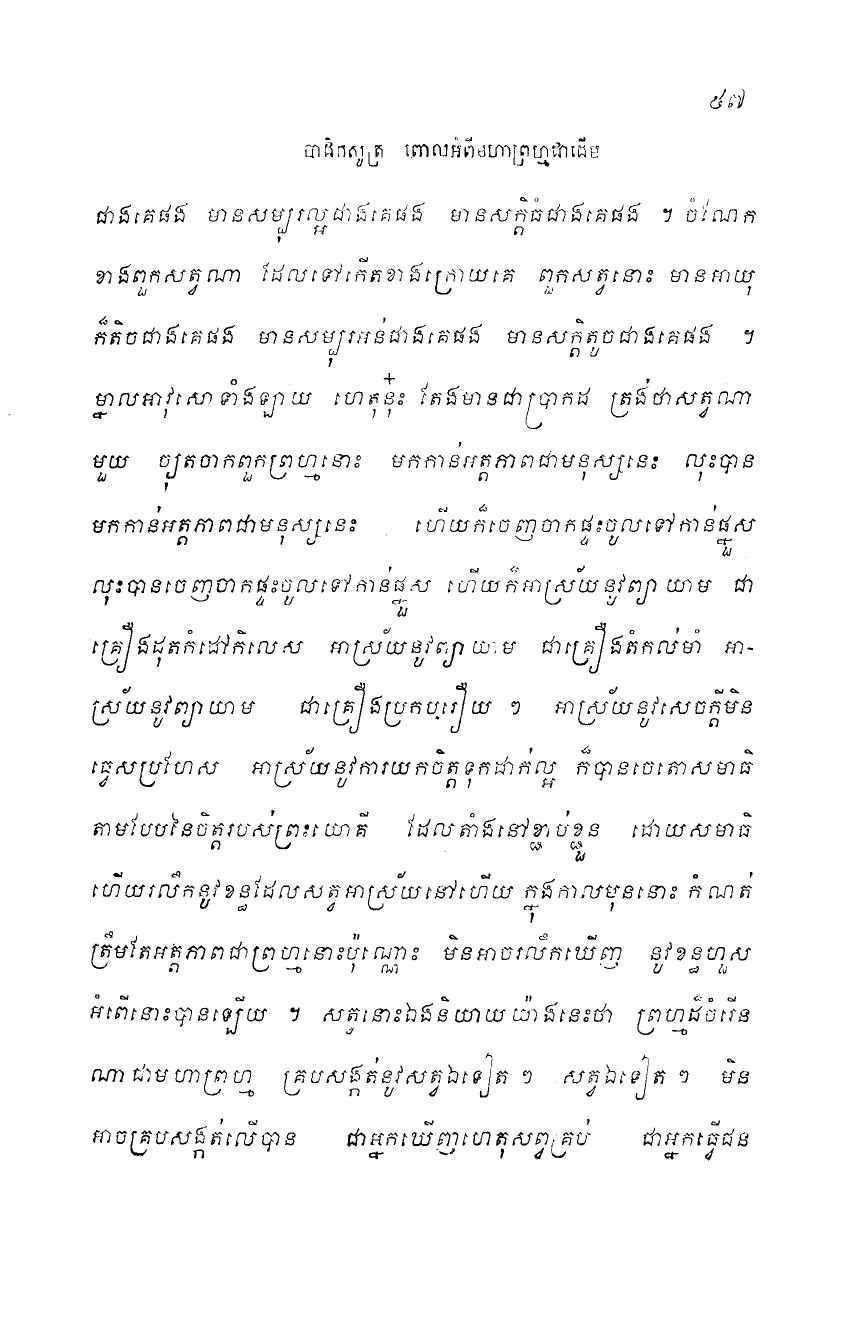 ៥៧
បាដិកសូត្រ ពោលអំពីមហាព្រហ្មជាដើម
ជាងគេផង មានសម្បុរល្អជាងគេផង មានសក្តិធំជាងគេផង ។ ចំណែក
ខាងពួកសត្វណា ដែលទៅកើតខាងក្រោយគេ ពួកសត្វនោះ មានអាយុ
ក៏តិចជាងគេផង មានសម្បុរអន់ជាងគេផង មានសក្តិតូចជាងគេផង ។
ម្នាលអាវុសោទាំងឡាយ ហេតុនុ៎ះ តែងមានជាប្រាកដ ត្រង់ថាសត្វណា
មួយ ច្យុតចាកពួកព្រហ្មនោះ មកកាន់អត្តភាពជាមនុស្សនេះ លុះបាន
មកកាន់អត្តភាពជាមនុស្សនេះ ហើយក៏ចេញចាកផ្ទះចូលទៅកាន់ផ្នួស
លុះបានចេញចាកផ្ទះចូលទៅកាន់ផ្នួស ហើយក៏អាស្រ័យនូវព្យាយាម ជា
គ្រឿងដុតកំដៅកិលេស អាស្រ័យនូវព្យាយាម ជាគ្រឿងតំកល់មាំ អា-
ស្រ័យនូវព្យាយាម ជាគ្រឿងប្រកបរឿយ ៗ អាស្រ័យនូវសេចក្តីមិន
ធ្វេសប្រហែស អាស្រ័យនូវការយកចិត្តទុកដាក់ល្អ ក៏បានចេតោសមាធិ
តាមបែបនៃចិត្តរបស់ព្រះយោគី ដែលតាំងនៅខ្ជាប់ខ្ជួន ដោយសមាធិ
ហើយរលឹកនូវខន្ធដែលសត្វអាស្រ័យនៅហើយ ក្នុងកាលមុននោះ កំណត់
ត្រឹមតែអត្តភាពជាព្រហ្មនោះប៉ុណ្ណោះ មិនអាចរលឹកឃើញ នូវខន្ធហួស
អំពើនោះបានឡើយ ។ សត្វនោះឯងនិយាយយ៉ាងនេះថា ព្រហ្មដ៏ចំរើន
ណាជាមហាព្រហ្ម គ្របសង្កត់នូវសត្វឯទៀត ៗ សត្វឯទៀត ៗ មិន
អាចគ្របសង្កត់លើបាន ជាអ្នកឃើញហេតុសព្វគ្រប់ ជាអ្នកធ្វើជន